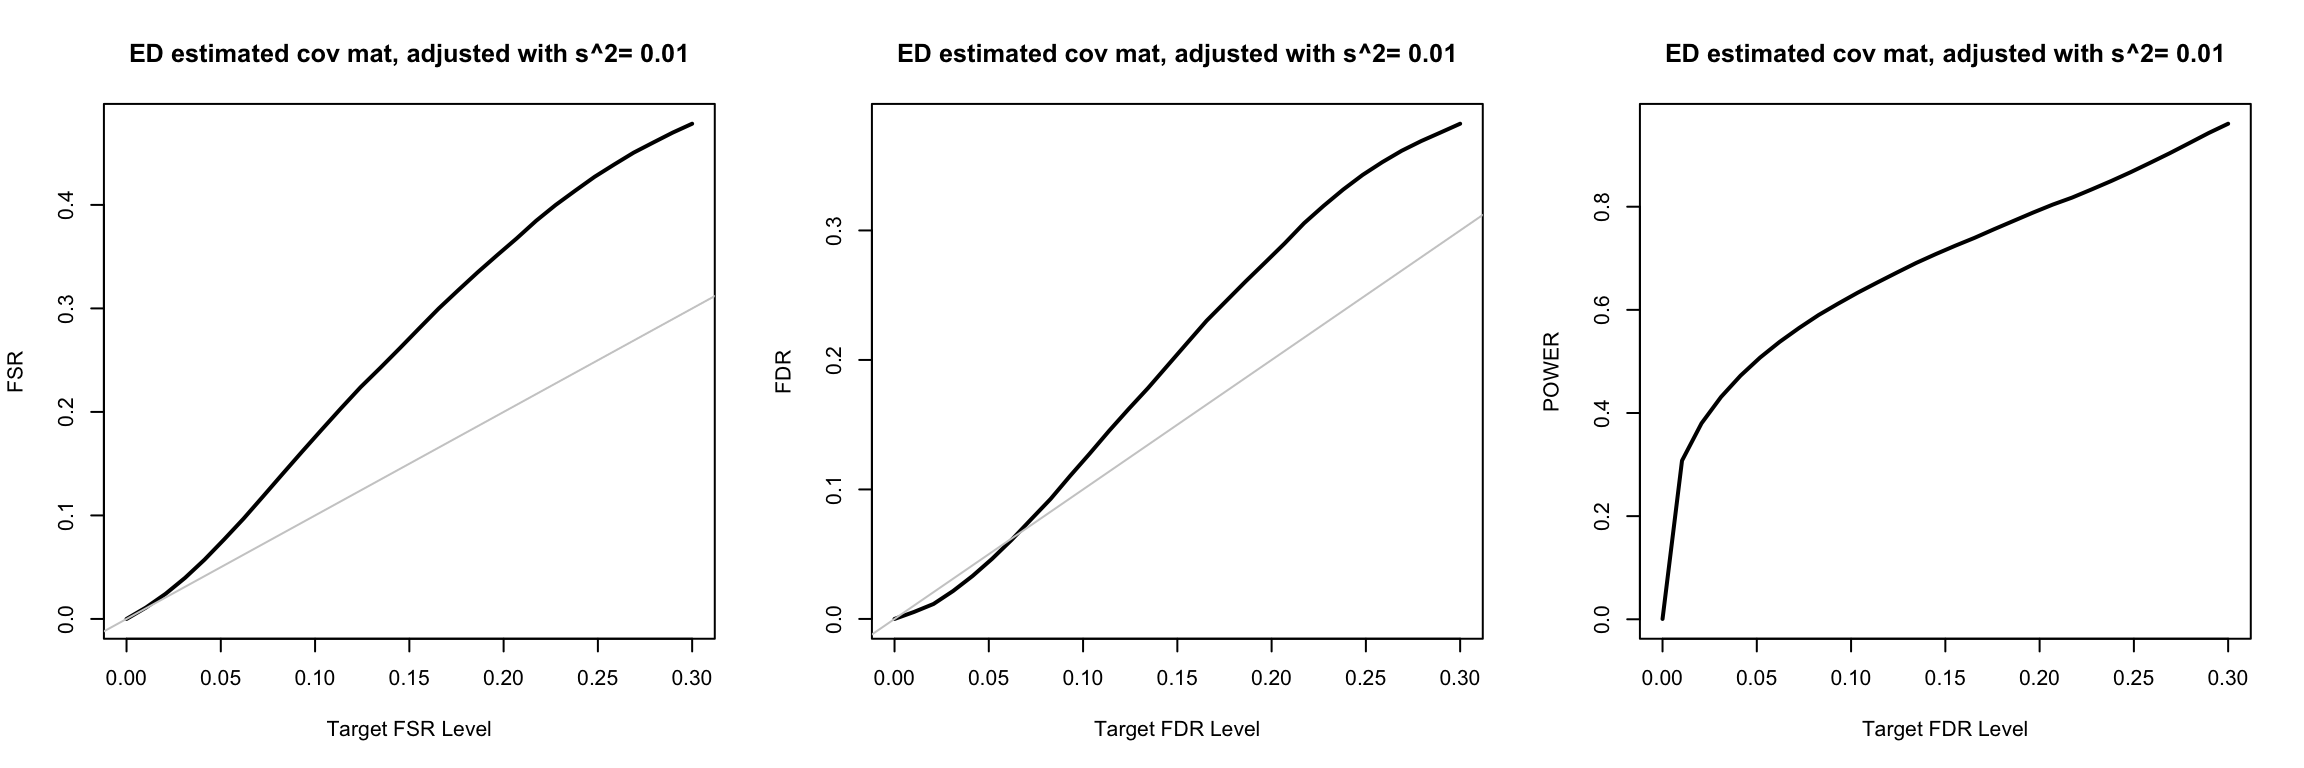 ED estimated cov mat, adjusted with s^2= 0.01
FSR
0.4
0.3
0.2
0.1
0.0
0.00 0.05 0.10 0.15 0.20 0.25 0.30
Target FSR Level
ED estimated cov mat, adjusted with s^2= 0.01
FDR
0.3
0.2
0.1
0.0
0.00 0.05 0.10 0.15 0.20 0.25 0.30
Target FDR Level
ED estimated cov mat, adjusted with s^2= 0.01
POWER
0.8
0.6
0.4
0.2
0.0
0.00 0.05 0.10 0.15 0.20 0.25 0.30
Target FDR Level